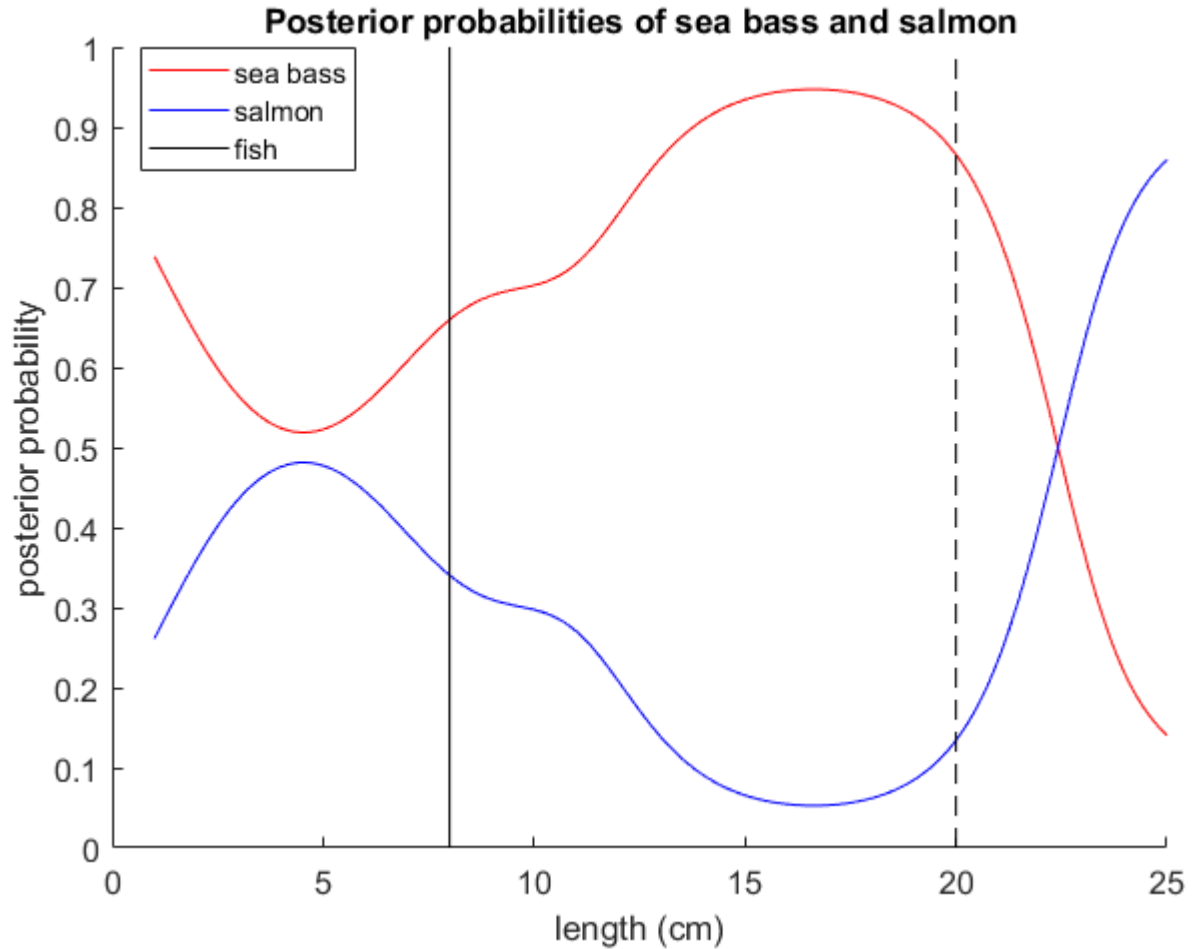 Posterior probabilities of sea bass and salmon
sea bass
salmon
fish
1
0.9
0.8
0.7
0.6
0.5
0.4
0.3
0.2
0.1
0
posterior probability
0
5
10
15
20
25
length (cm)